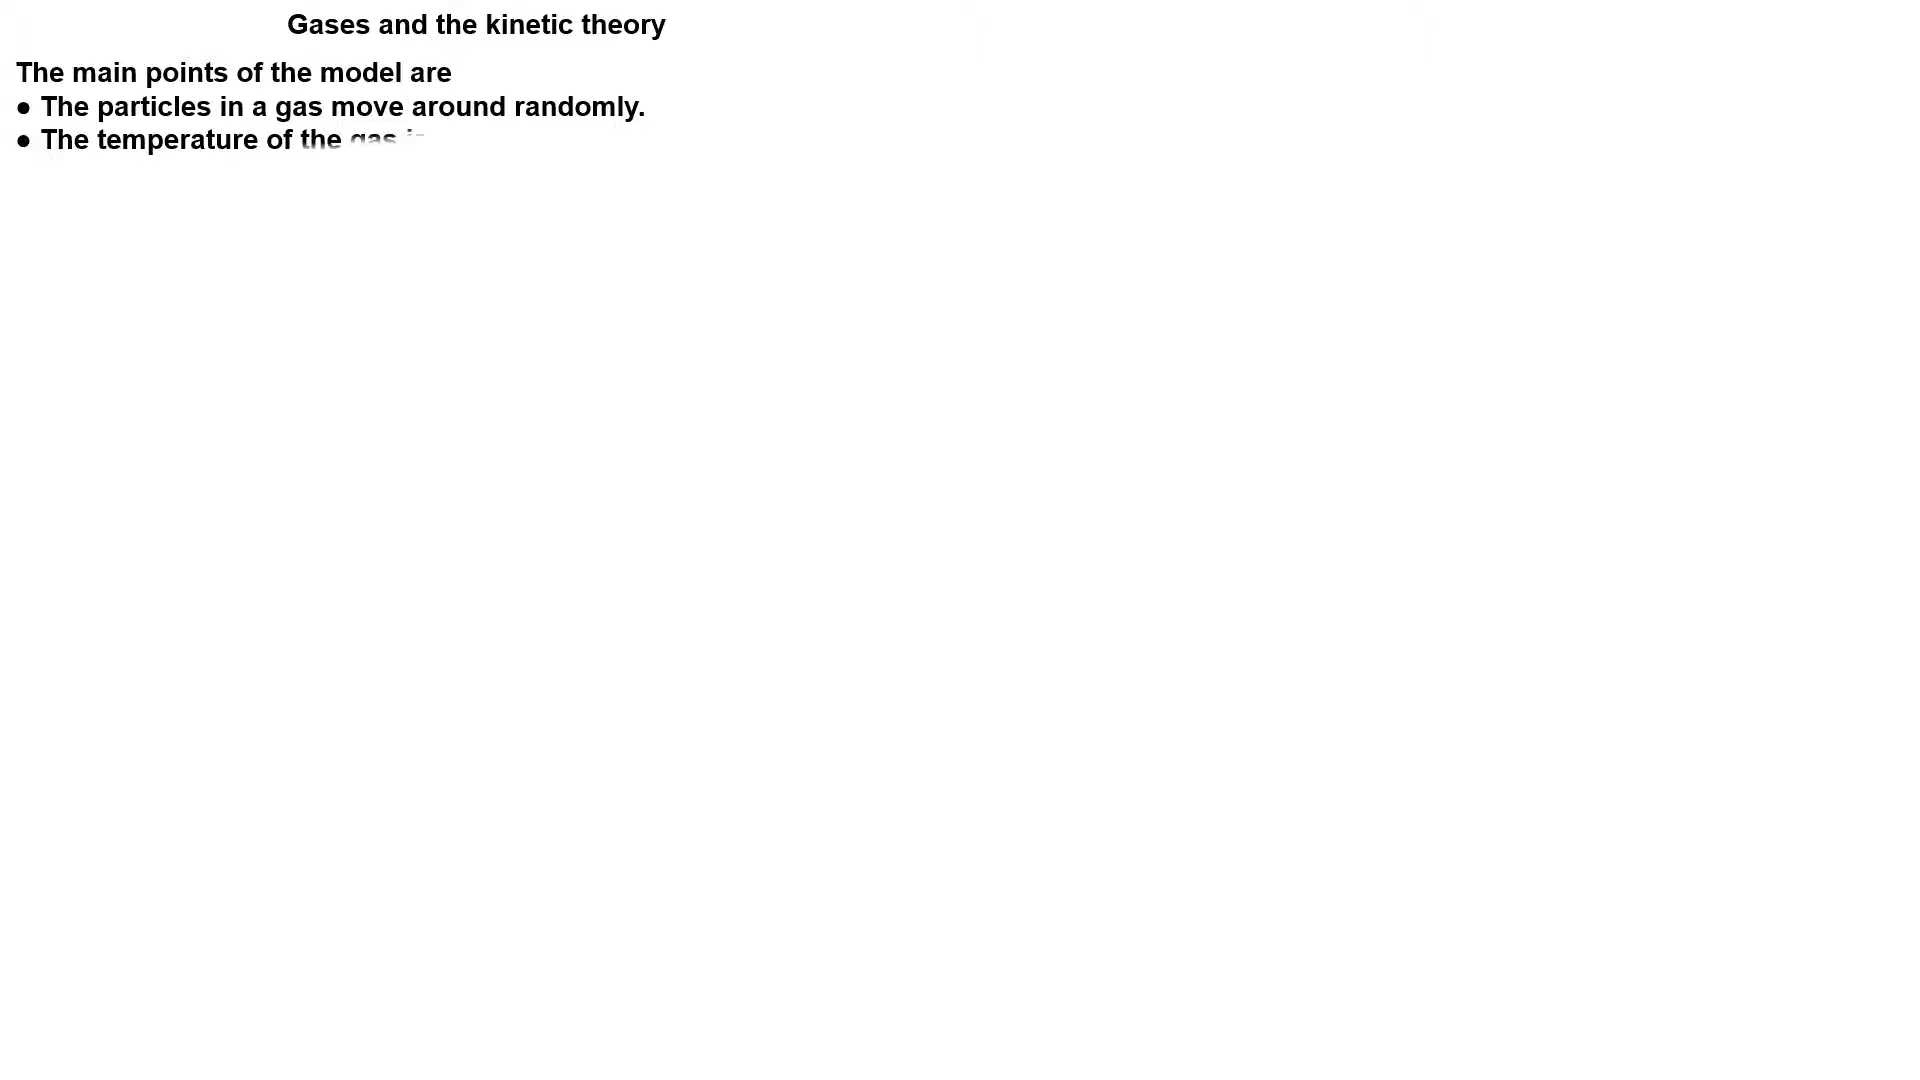 Gases and the kinetic theory
The main points of the model are
● The particles in a gas move around randomly.
● The temperature of the gas